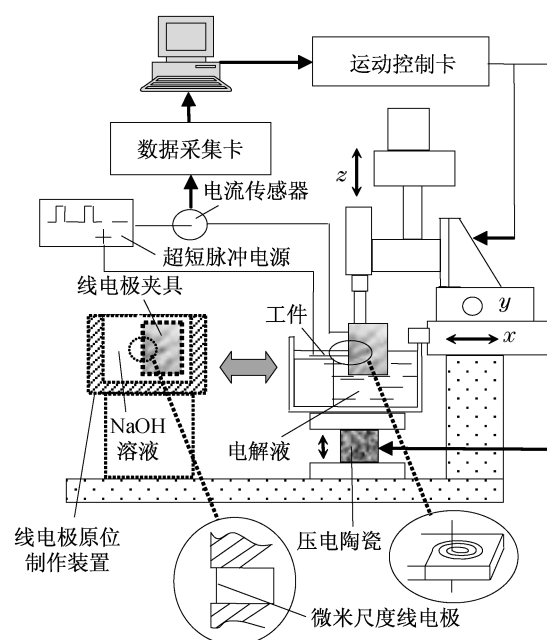 运动控制卡
数据采集卡
电流传感器
z
超短脉冲电源
线电极夹具
工件
y
x
NaOH
溶液
电解液
线电极原位
制作装置
压电陶瓷
微米尺度线电极